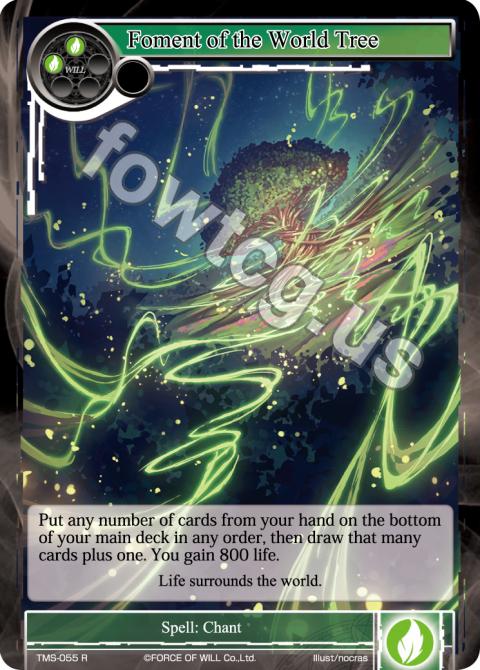 Foment of the World Tree
WILL
fowtcg.us
Put any number of cards from your hand on the bottom
of your main deck in any order, then draw that many
cards plus one. You gain 800 life.
Life surrounds the world.
Spell: Chant
TMS-055 R ©FORCE OF WILL Co.,Ltd. Illust/nocras